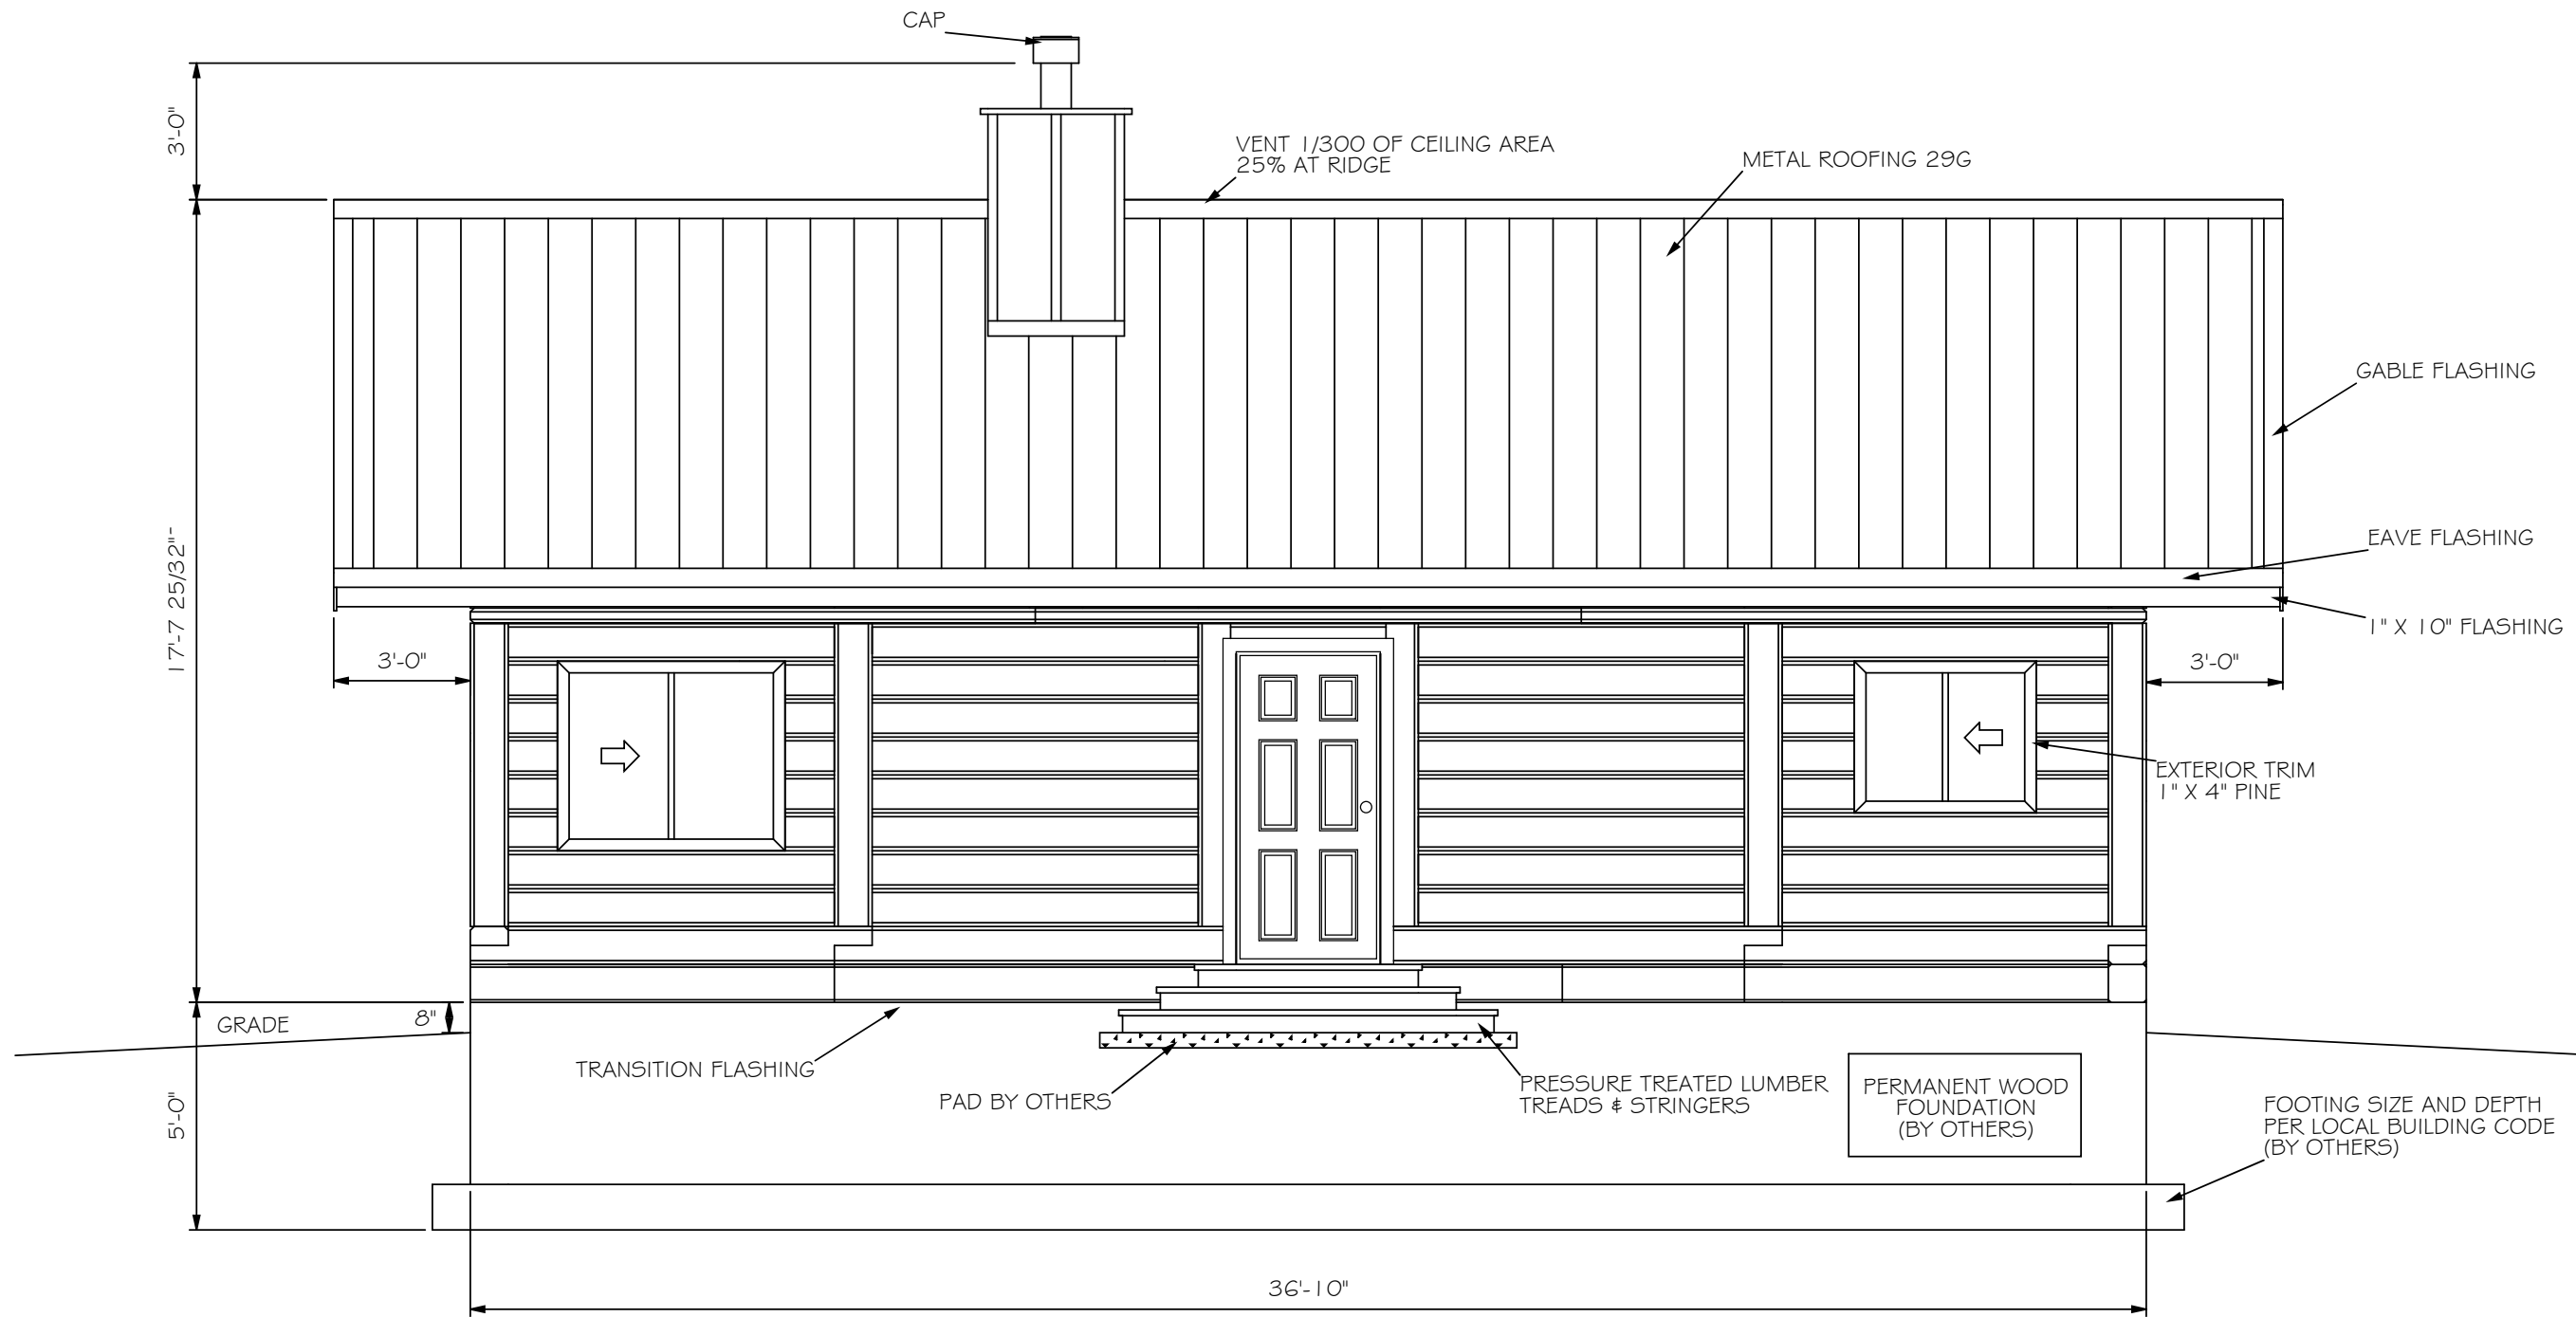 CAP
3'-0"
VENT 1/300 OF CEILING AREA
25% AT RIDGE
METAL ROOFING 29G
GABLE FLASHING
17'-7 25/32"-
EAVE FLASHING
1" X 10" FLASHING
3'-0"
3'-0"
EXTERIOR TRIM
1" X 4" PINE
GRADE
8"
TRANSITION FLASHING
PAD BY OTHERS
PRESSURE TREATED LUMBER
TREADS & STRINGERS
PERMANENT WOOD
FOUNDATION
(BY OTHERS)
FOOTING SIZE AND DEPTH
PER LOCAL BUILDING CODE
(BY OTHERS)
5'-0"
36'-10"